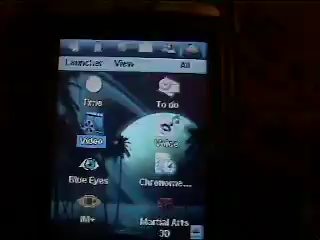 Launcher View All
Time To do
Video Voice
Blue Eyes Chronome...
IM+ Martial Arts
3D